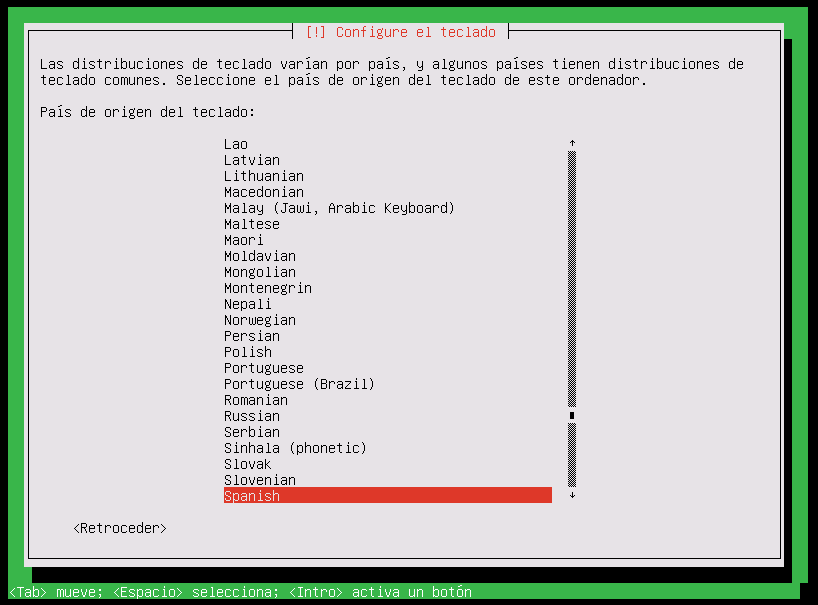 [!] Configure el teclado
Las distribuciones de teclado varían por país, y algunos países tienen distribuciones de
teclado comunes. Seleccione el país de origen del teclado de este ordenador.
País de origen del teclado:
Lao
Latvian
Lithuanian
Macedonian
Malay (Jawi, Arabic Keyboard)
Maltese
Maori
Moldavian
Mongolian
Montenegrin
Nepali
Norwegian
Persian
Polish
Portuguese
Portuguese (Brazil)
Romanian
Russian
Serbian
Sinhala (phonetic)
Slovak
Slovenian
Spanish
<Retroceder>
<Tab> mueve; <Espacio> selecciona; <Intro> activa un botón